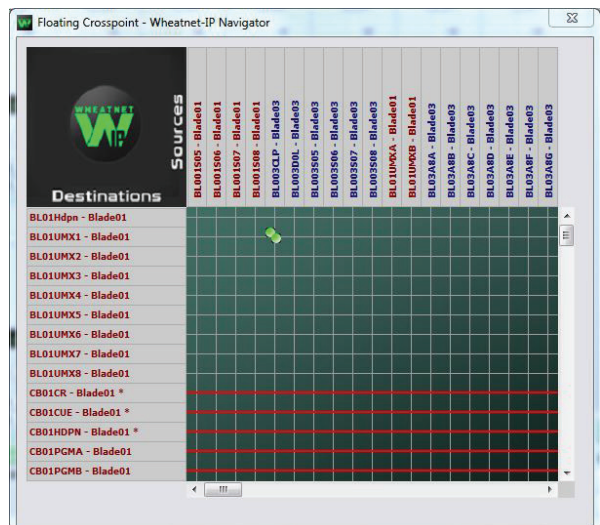 Floating Crosspoint - Wheatnet-IP Navigator
WHEATNET
IP
Sources
Destinations
BL001S05 - Blade01
BL001S06 - Blade01
BL001S07 - Blade01
BL001S08 - Blade01
BL003CLP - Blade03
BL003D0L - Blade03
BL003S05 - Blade03
BL003S06 - Blade03
BL003S07 - Blade03
BL003S08 - Blade03
BL01UMXA - Blade01
BL01UMXB - Blade01
BL03A8A - Blade03
BL03A8B - Blade03
BL03A8C - Blade03
BL03A8D - Blade03
BL03A8E - Blade03
BL03A8F - Blade03
BL03A8G - Blade03
BL01Hdpn - Blade01
BL01UMX1 - Blade01
BL01UMX2 - Blade01
BL01UMX3 - Blade01
BL01UMX4 - Blade01
BL01UMX5 - Blade01
BL01UMX6 - Blade01
BL01UMX7 - Blade01
BL01UMX8 - Blade01
CB01CR - Blade01 *
CB01CUE - Blade01 *
CB01HDPN - Blade01 *
CB01PGMA - Blade01
CB01PGMB - Blade01